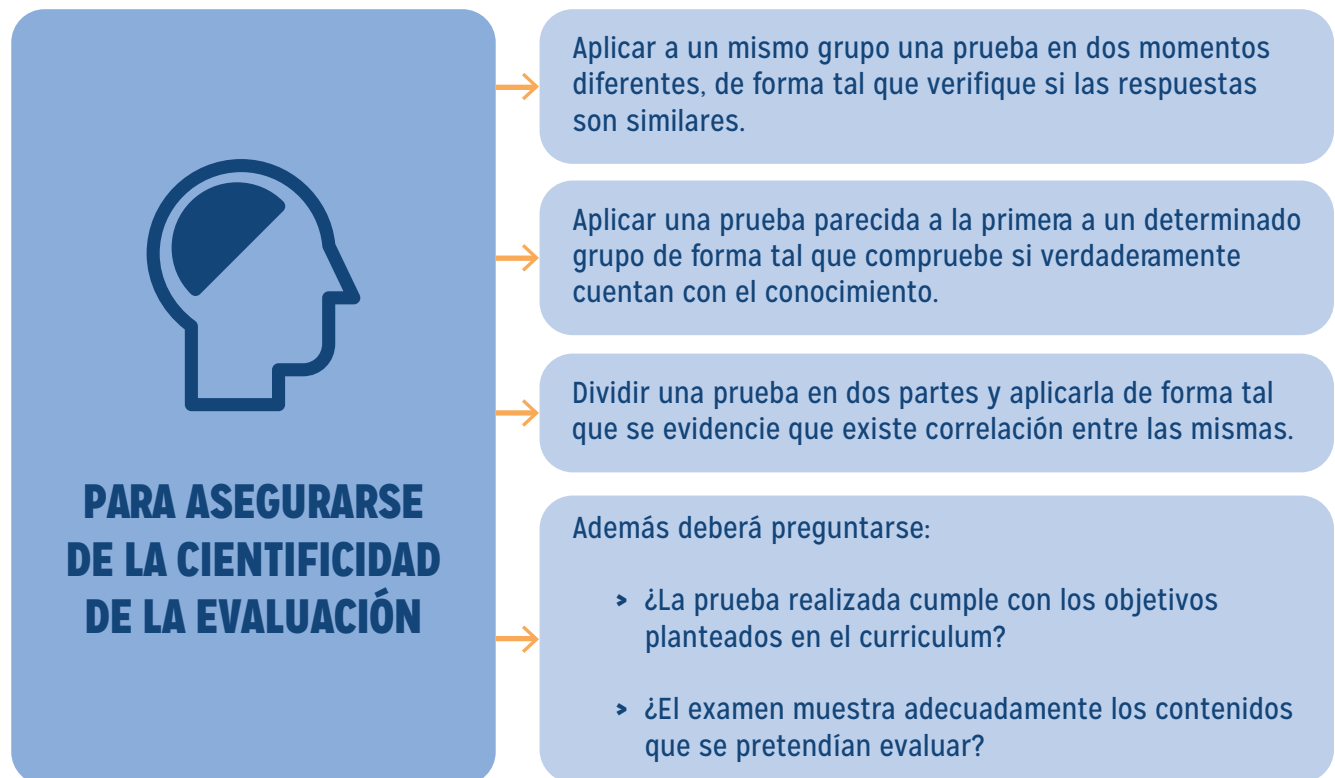 PARA ASEGURARSE
DE LA CIENTIFICIDAD
DE LA EVALUACIÓN
Aplicar a un mismo grupo una prueba en dos momentos
diferentes, de forma tal que verifique si las respuestas
son similares.
Aplicar una prueba parecida a la primera a un determinado
grupo de forma tal que compruebe si verdaderamente
cuentan con el conocimiento.
Dividir una prueba en dos partes y aplicarla de forma tal
que se evidencie que existe correlación entre las mismas.
Además deberá preguntarse:
> ¿La prueba realizada cumple con los objetivos
planteados en el curriculum?
> ¿El examen muestra adecuadamente los contenidos
que se pretendían evaluar?